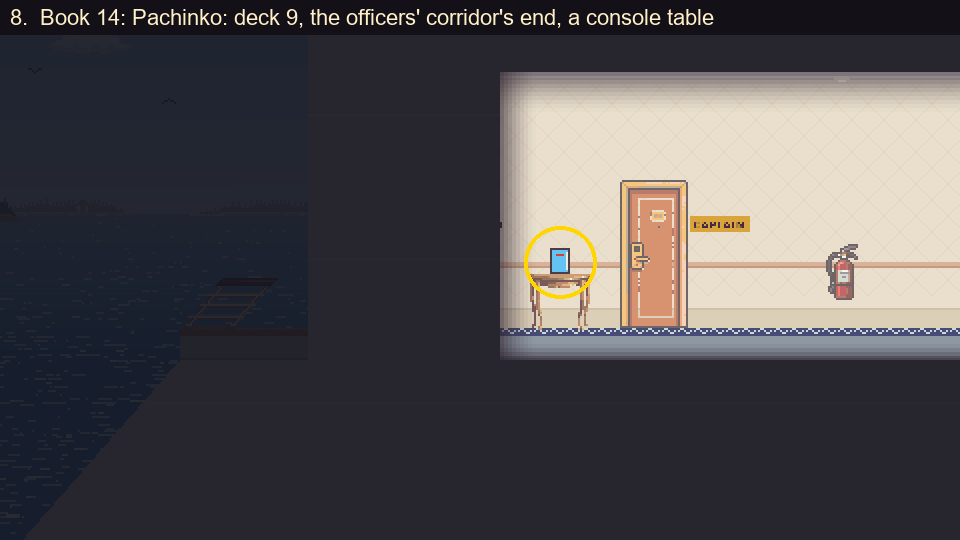 8. Book 14: Pachinko: deck 9, the officers' corridor's end, a console table
CAPTAIN